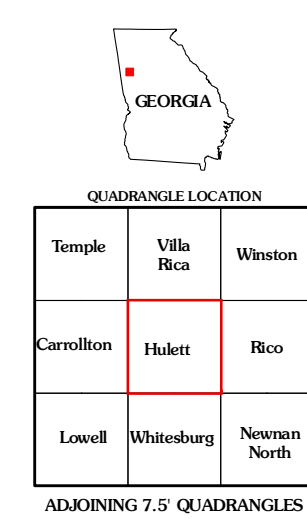 GEORGIA
QUADRANGLE LOCATION
Temple
Villa
Rica
Winston
Carrollton
Hulett
Rico
Lowell
Whitesburg
Newnan
North
ADJOINING 7.5' QUADRANGLES